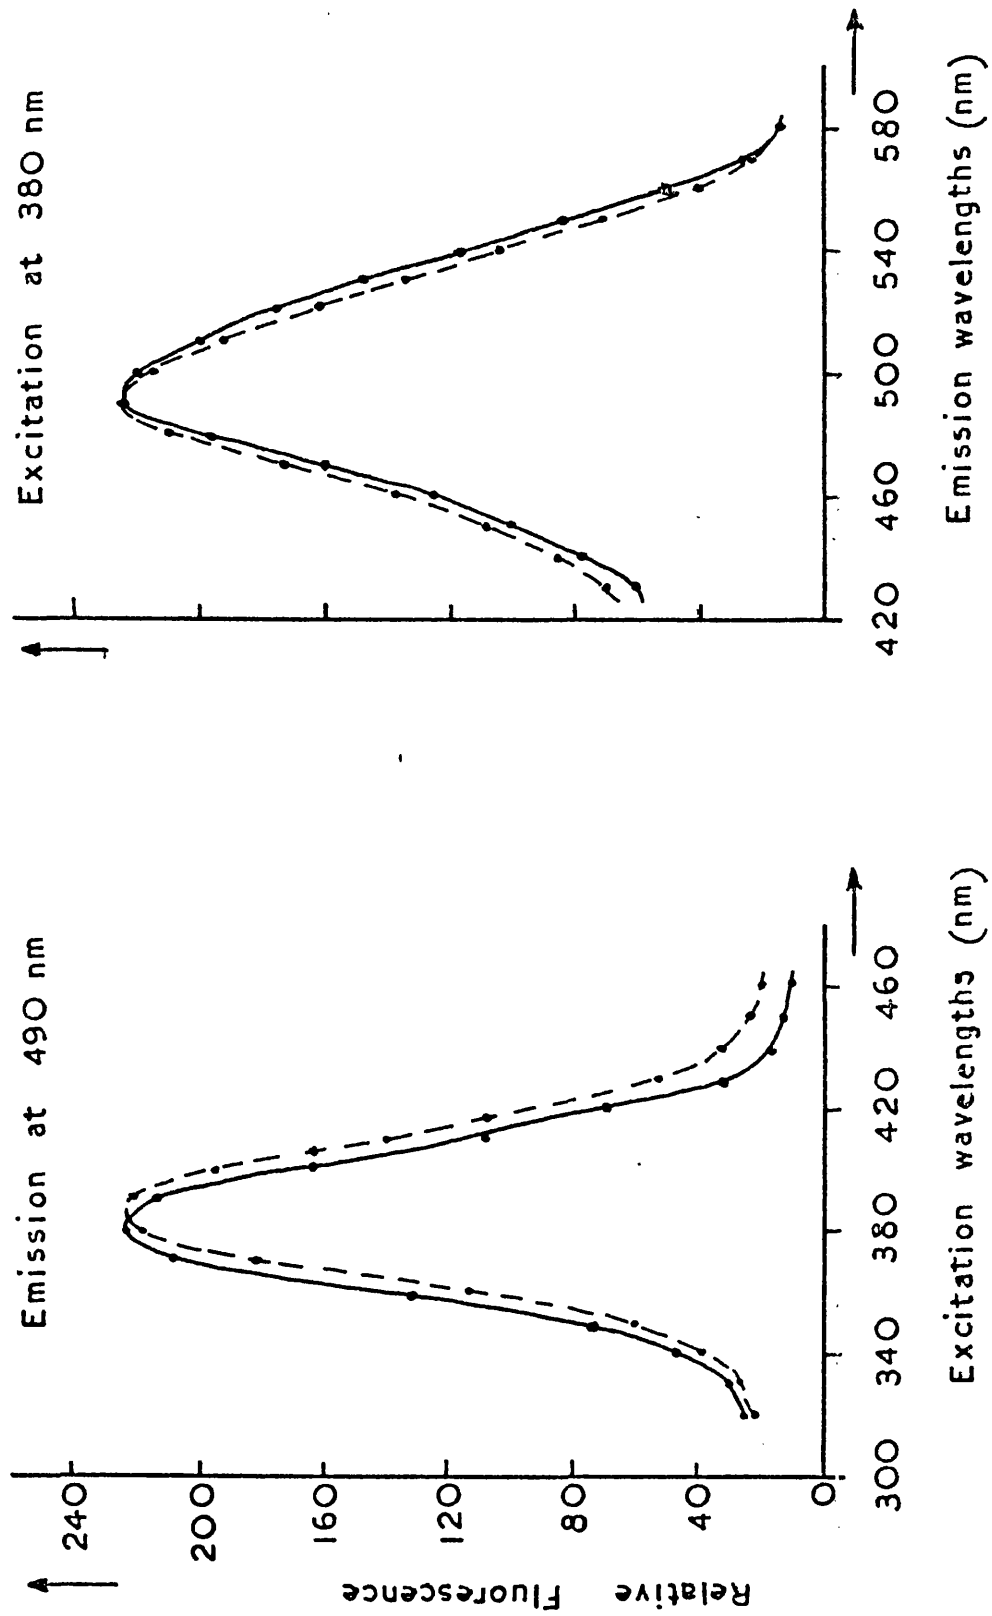 Emission at 490 nm
240
200
160
120
80
40
0
Relative Fluorescence
300 340 380 420 460
Excitation wavelengths (nm)
Excitation at 380 nm
420 460 500 540 580
Emission wavelengths (nm)